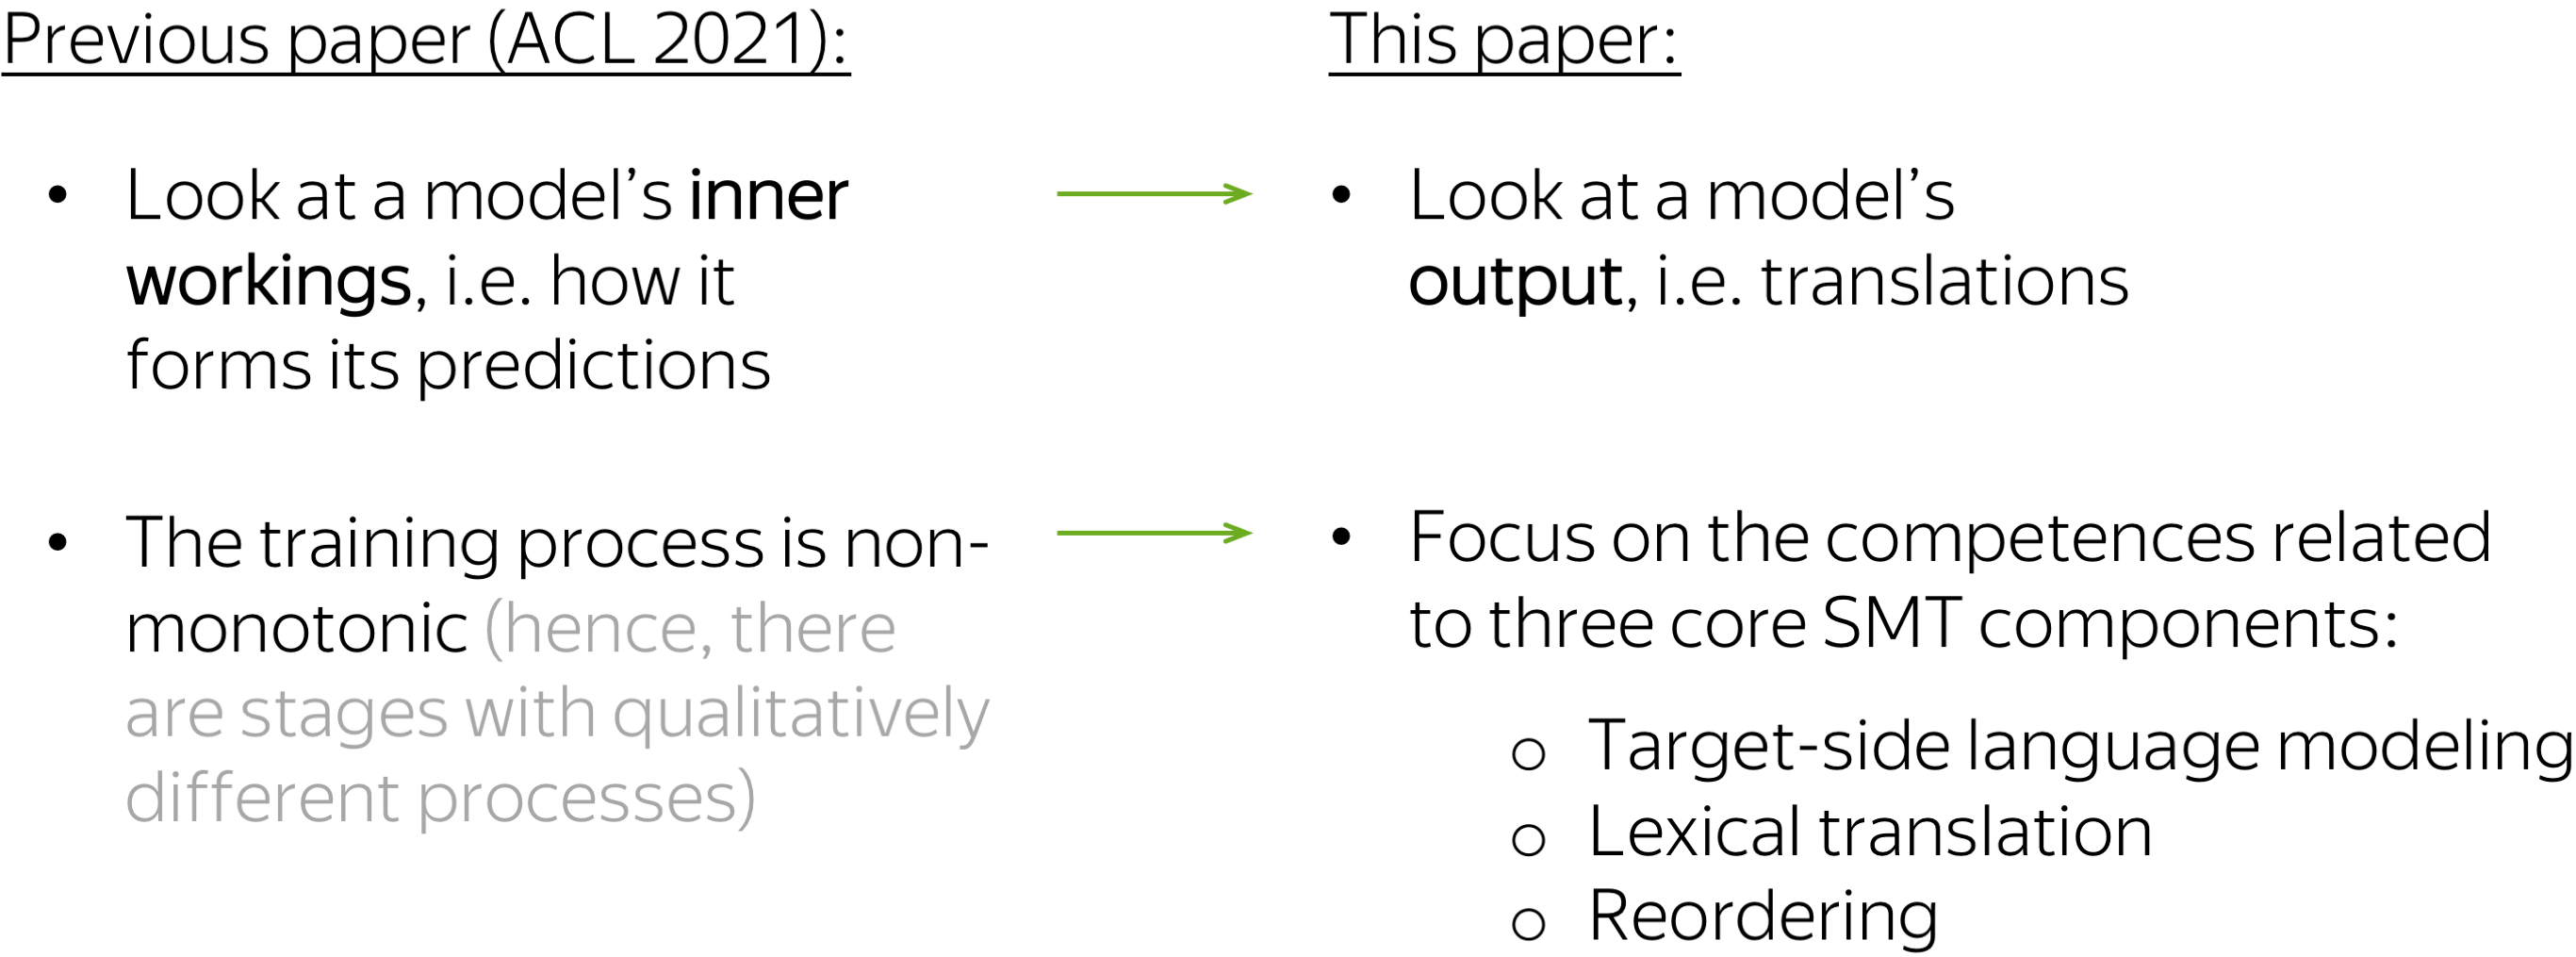 Previous paper (ACL 2021):
• Look at a model’s inner
workings, i.e. how it
forms its predictions
• The training process is non-
monotonic (hence, there
are stages with qualitatively
different processes)
This paper:
• Look at a model’s
output, i.e. translations
• Focus on the competences related
to three core SMT components:
○ Target-side language modeling
○ Lexical translation
○ Reordering